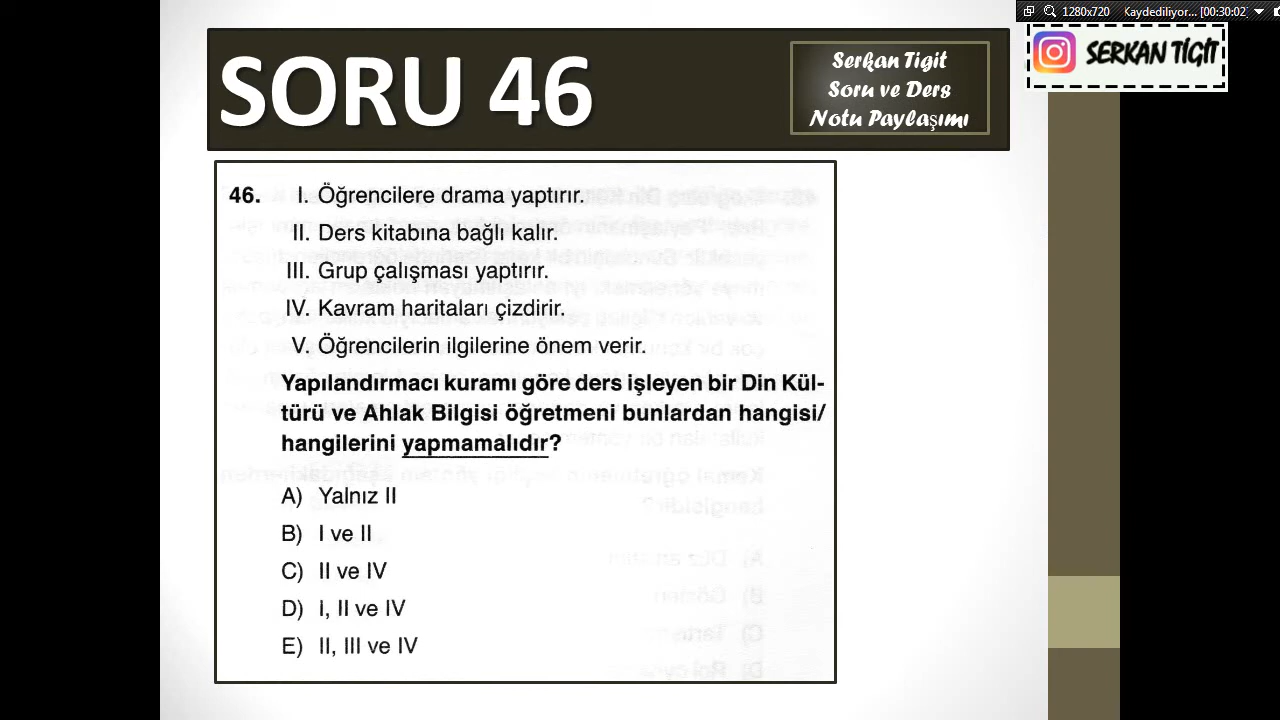 1280x720 Kaydediliyor... [00:30:02]
SERKAN TİGİT
SORU 46
Serkan Tigit
Soru ve Ders
Notu Paylaşımı
46. I. Öğrencilere drama yaptırır.
II. Ders kitabına bağlı kalır.
III. Grup çalışması yaptırır.
IV. Kavram haritaları çizdirir.
V. Öğrencilerin ilgilerine önem verir.
Yapılandırmacı kuramı göre ders işleyen bir Din Kül-
türü ve Ahlak Bilgisi öğretmeni bunlardan hangisi/
hangilerini yapmamalıdır?
A) Yalnız II
B) I ve II
C) II ve IV
D) I, II ve IV
E) II, III ve IV